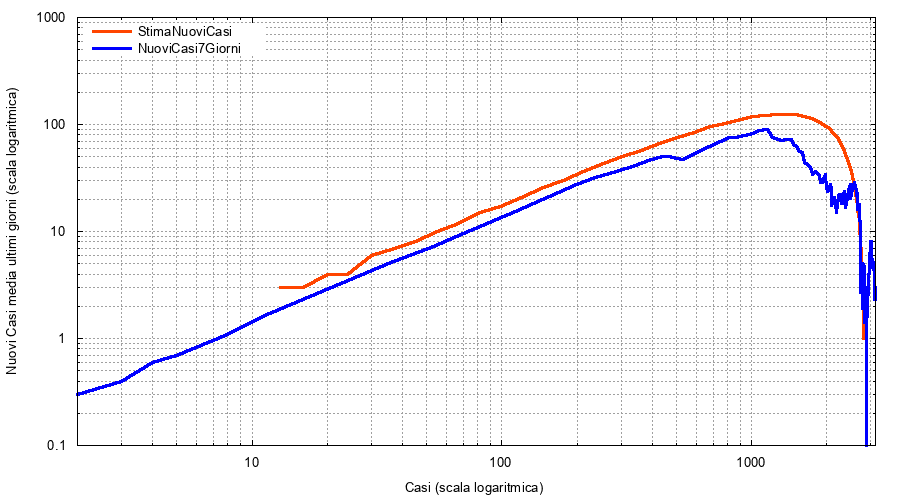 1000
100
10
1
0.1
StimaNuoviCasi
NuoviCasi7Giorni
Nuovi Casi media ultimi giorni (scala logaritmica)
10
100
1000
Casi (scala logaritmica)